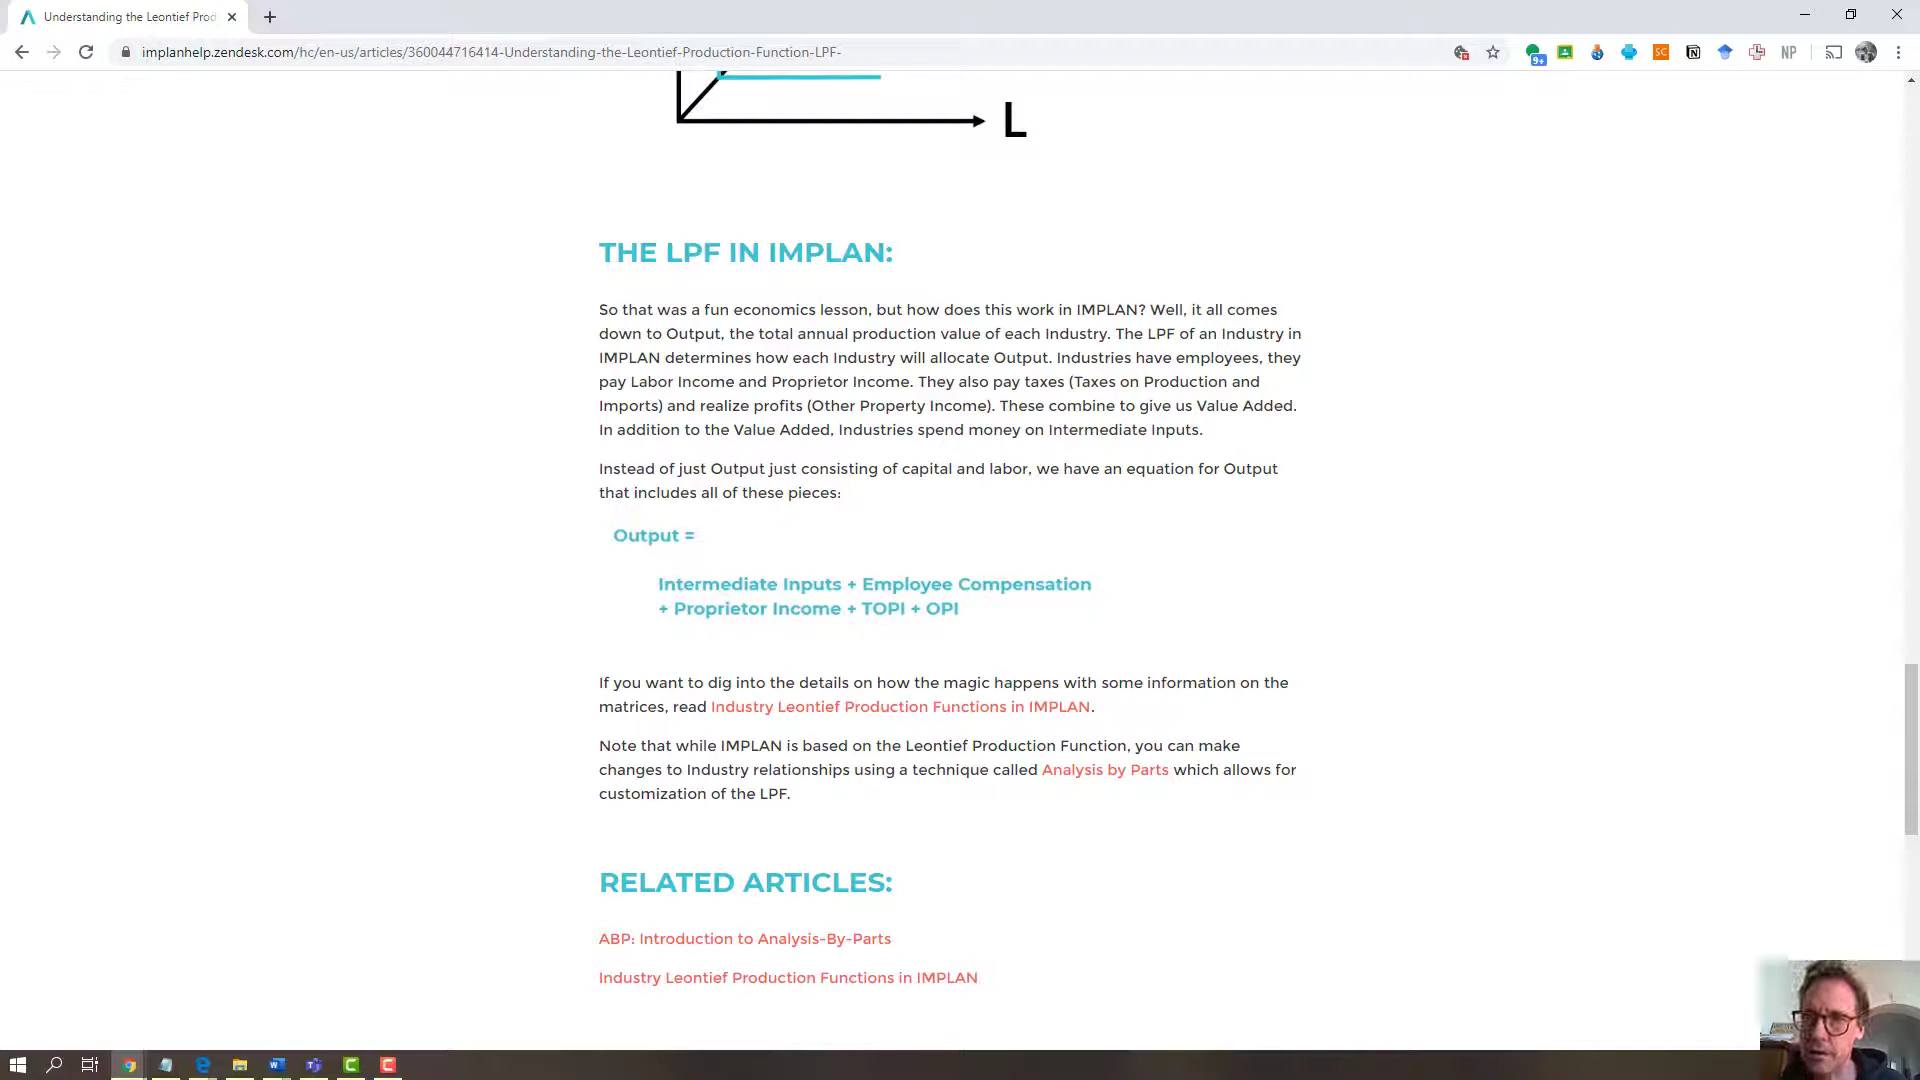 Understanding the Leontief Prod
implanhelp.zendesk.com/hc/en-us/articles/360044716414-Understanding-the-Leontief-Production-Function-LPF-
9+
SC
NP
L
THE LPF IN IMPLAN:
So that was a fun economics lesson, but how does this work in IMPLAN? Well, it all comes
down to Output, the total annual production value of each Industry. The LPF of an Industry in
IMPLAN determines how each Industry will allocate Output. Industries have employees, they
pay Labor Income and Proprietor Income. They also pay taxes (Taxes on Production and
Imports) and realize profits (Other Property Income). These combine to give us Value Added.
In addition to the Value Added, Industries spend money on Intermediate Inputs.
Instead of just Output just consisting of capital and labor, we have an equation for Output
that includes all of these pieces:
Output =
Intermediate Inputs + Employee Compensation
+ Proprietor Income + TOPI + OPI
If you want to dig into the details on how the magic happens with some information on the
matrices, read Industry Leontief Production Functions in IMPLAN.
Note that while IMPLAN is based on the Leontief Production Function, you can make
changes to Industry relationships using a technique called Analysis by Parts which allows for
customization of the LPF.
RELATED ARTICLES:
ABP: Introduction to Analysis-By-Parts
Industry Leontief Production Functions in IMPLAN